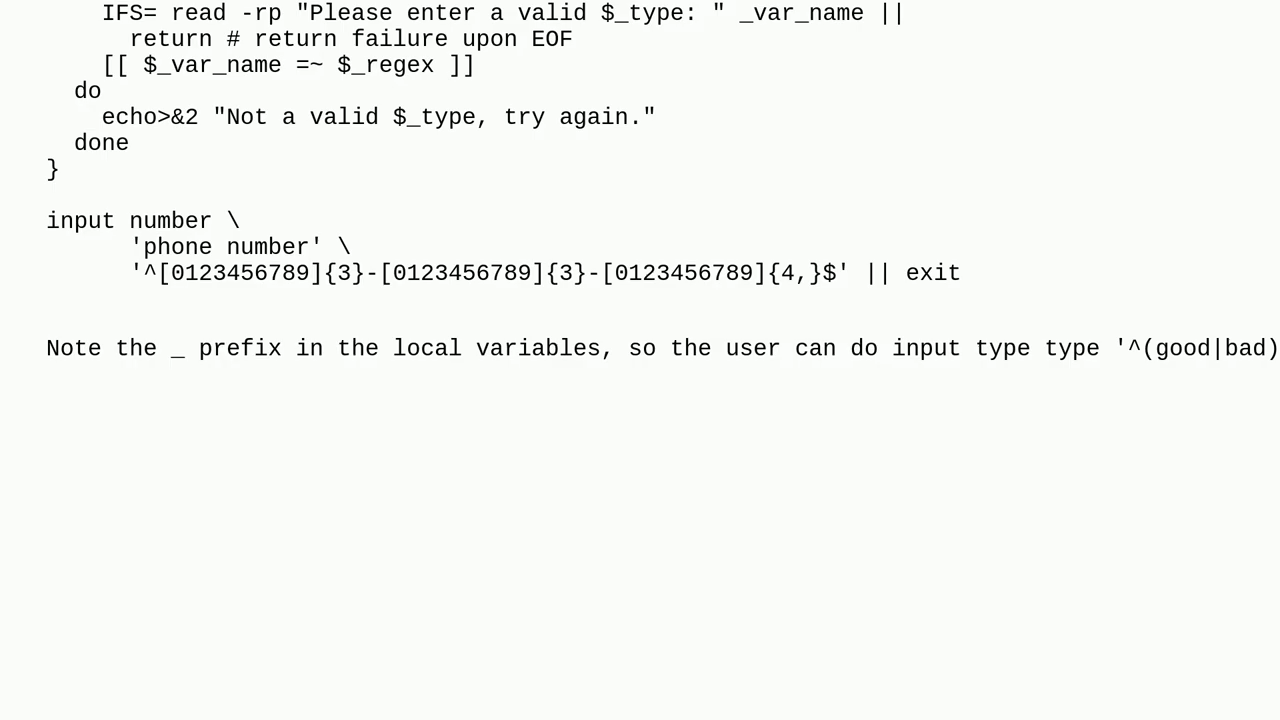 IFS= read -rp "Please enter a valid $_type: " _var_name ||
return # return failure upon EOF
[[ $_var_name =~ $_regex ]]
do
echo>&2 "Not a valid $_type, try again."
done
}
input number \
'phone number' \
'^[0123456789]{3}-[0123456789]{3}-[0123456789]{4,}$' || exit
Note the _ prefix in the local variables, so the user can do input type type '^(good|bad)